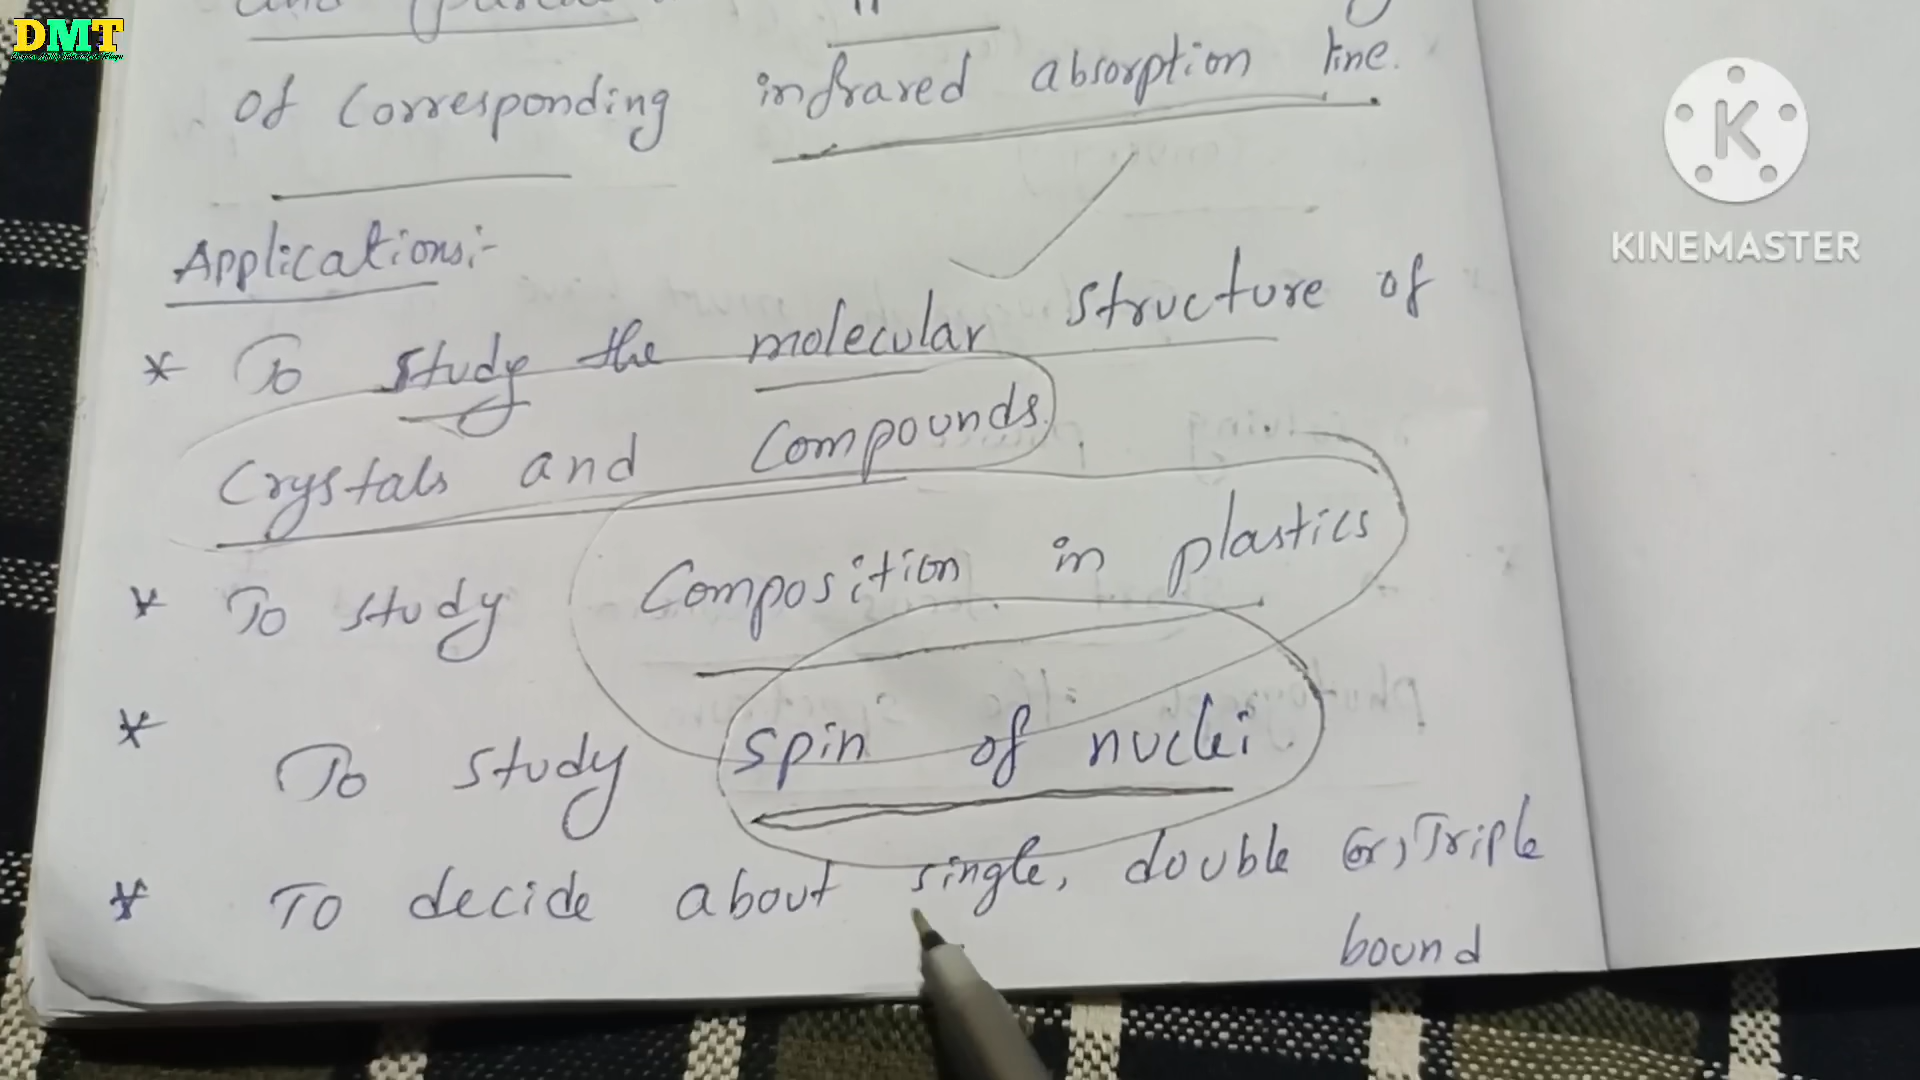 DMT
of corresponding infrared absorption line.
KINEMASTER
Applications:-
* To study the molecular structure of
crystals and compounds.
* To study composition in plastics
* To study spin of nuclei.
* To decide about single, double (or) Triple
bound